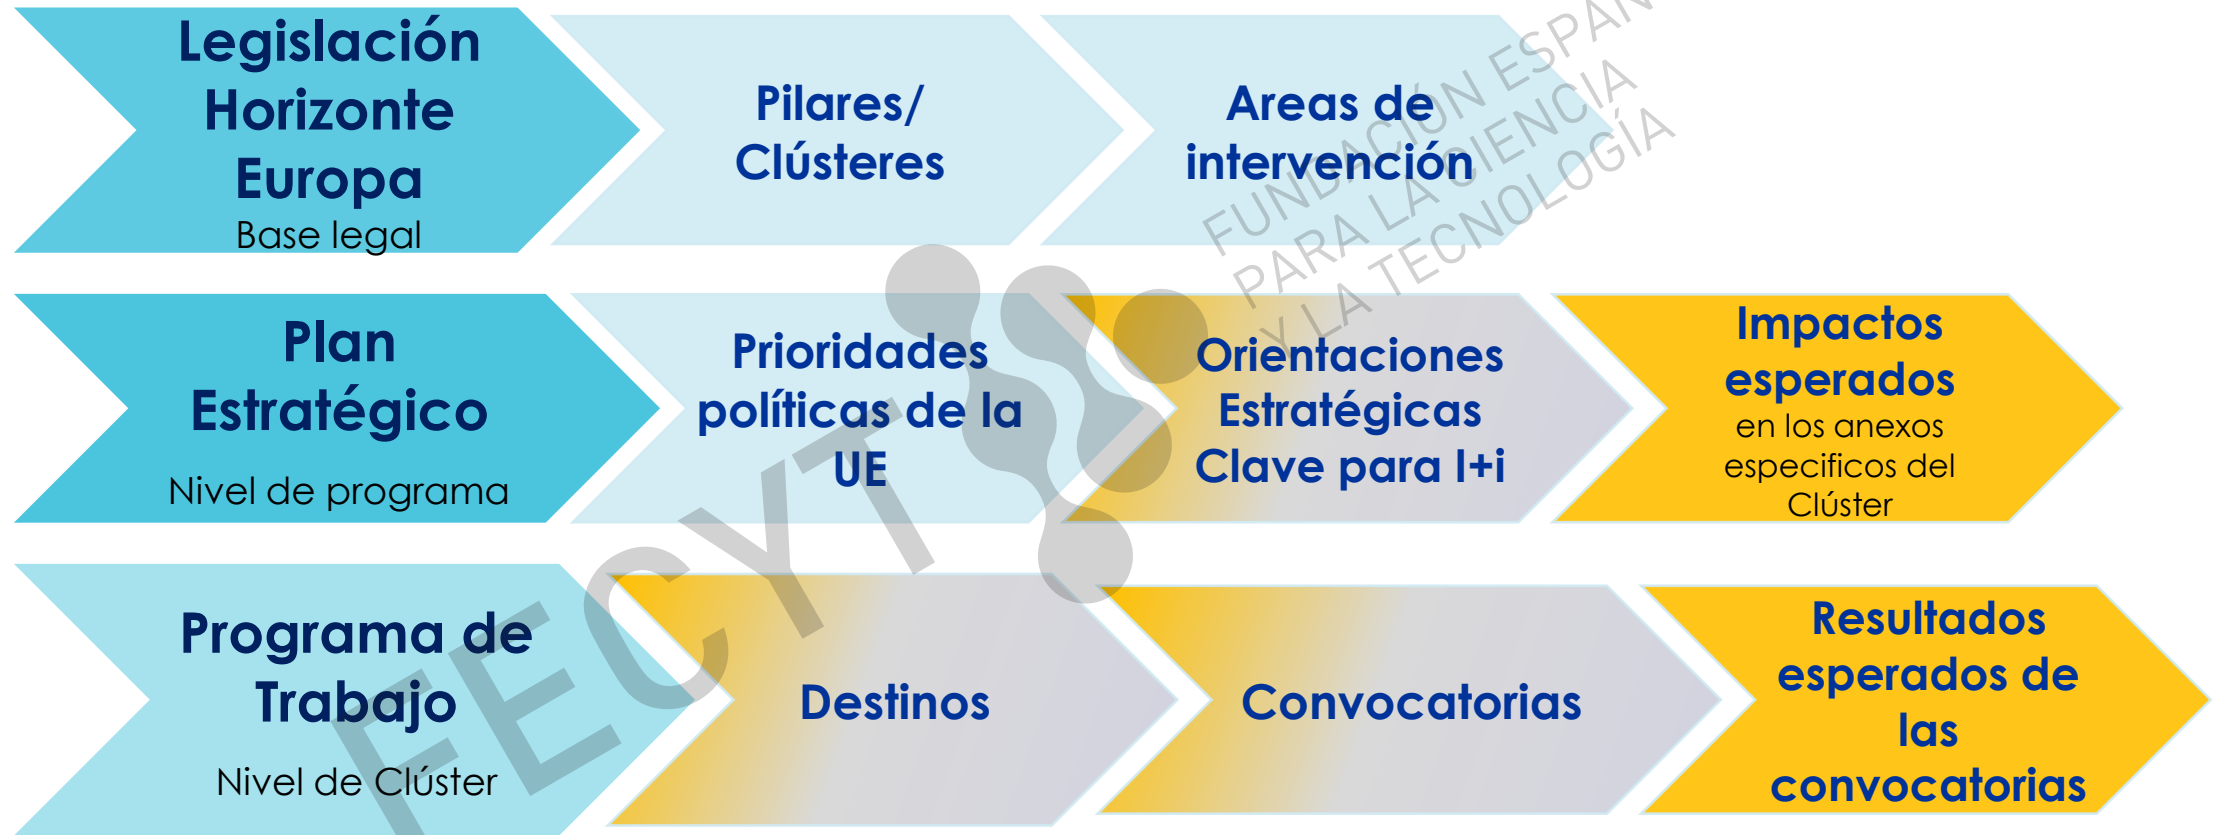 Legislación
Horizonte
Europa
Base legal
Pilares/
Clústeres
Areas de
intervención
Plan
Estratégico
Nivel de programa
Prioridades
políticas de la
UE
Orientaciones
Estratégicas
Clave para I+i
Impactos
esperados
en los anexos
especificos del
Clúster
Programa de
Trabajo
Nivel de Clúster
Destinos
Convocatorias
Resultados
esperados de
las
convocatorias
FECYT
FUNDACIÓN ESPAÑ
PARA LA CIENCIA
Y LA TECNOLOGÍA